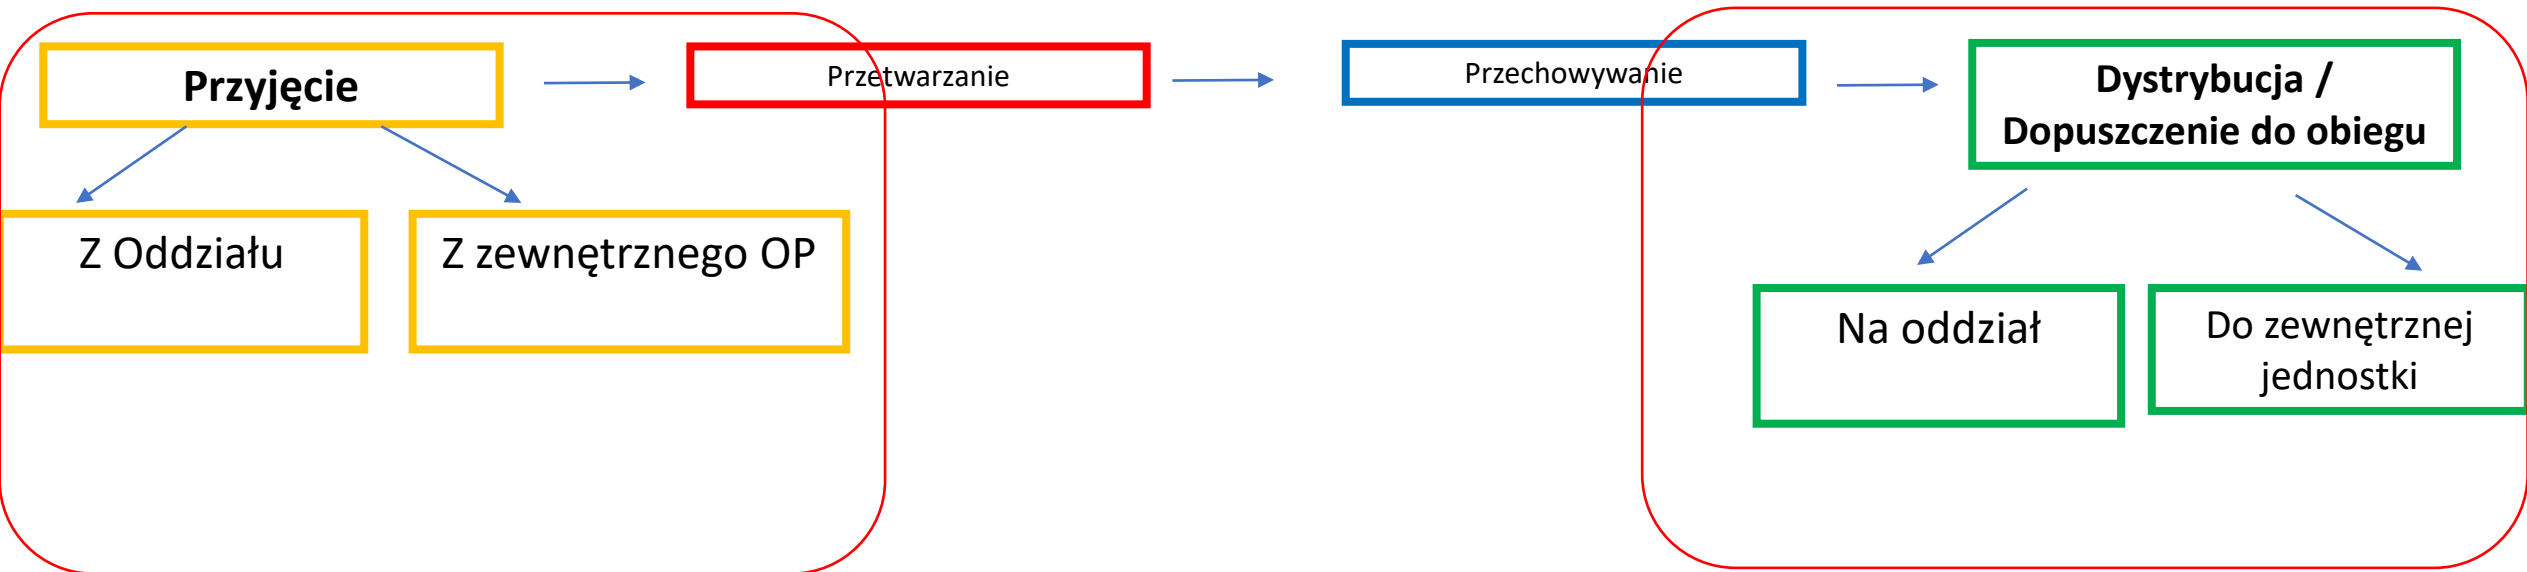 Przyjęcie
Przetwarzanie
Przechowywanie
Dystrybucja /
Dopuszczenie do obiegu
Z Oddziału
Z zewnętrznego OP
Na oddział
Do zewnętrznej
jednostki